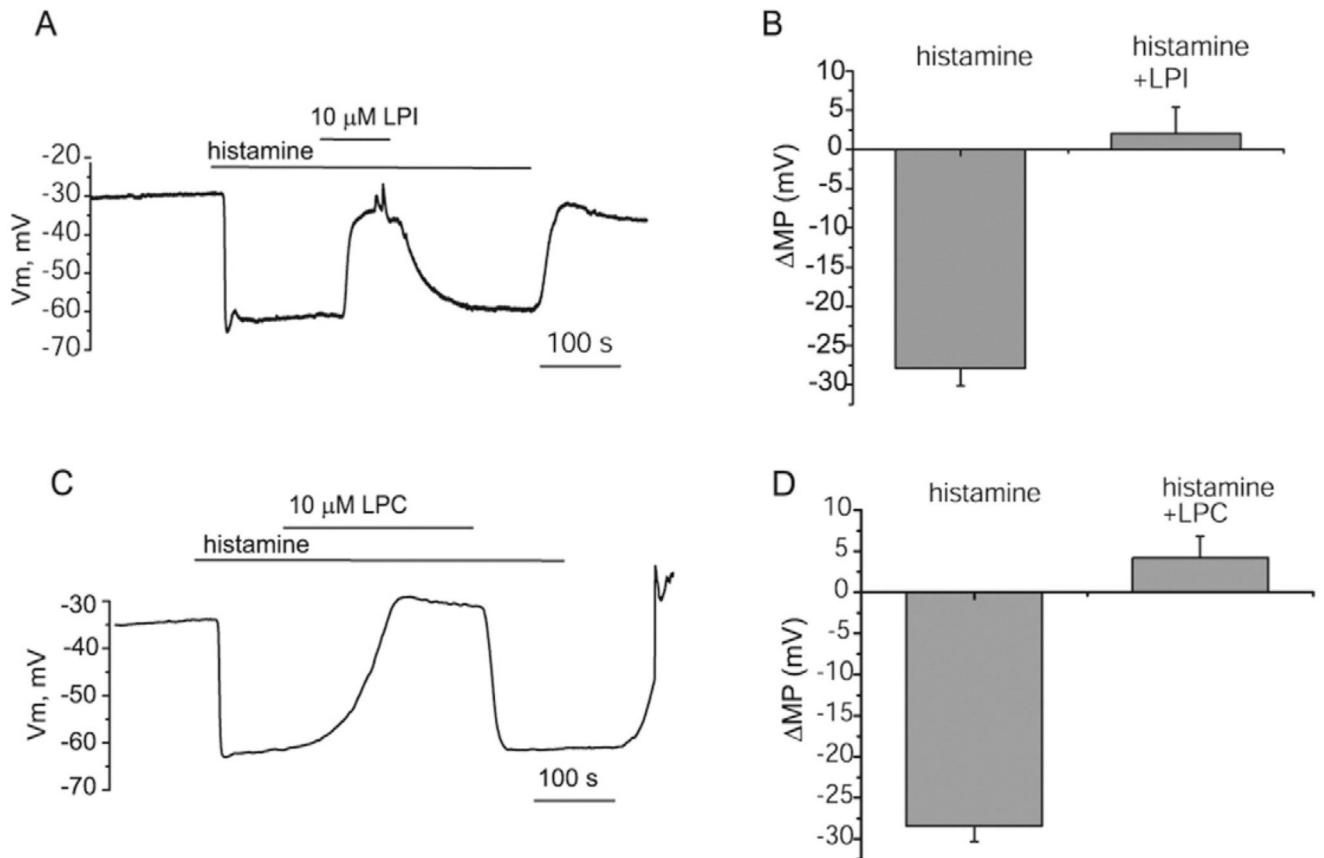 A
10 μM LPI
histamine
-20
-30
-40
-50
-60
-70
Vm, mV
100 s
B
histamine
histamine
+LPI
10
5
0
-5
-10
-15
-20
-25
-30
ΔMP (mV)
C
10 μM LPC
histamine
-30
-40
-50
-60
-70
Vm, mV
100 s
D
histamine
histamine
+LPC
10
5
0
-5
-10
-15
-20
-25
-30
ΔMP (mV)